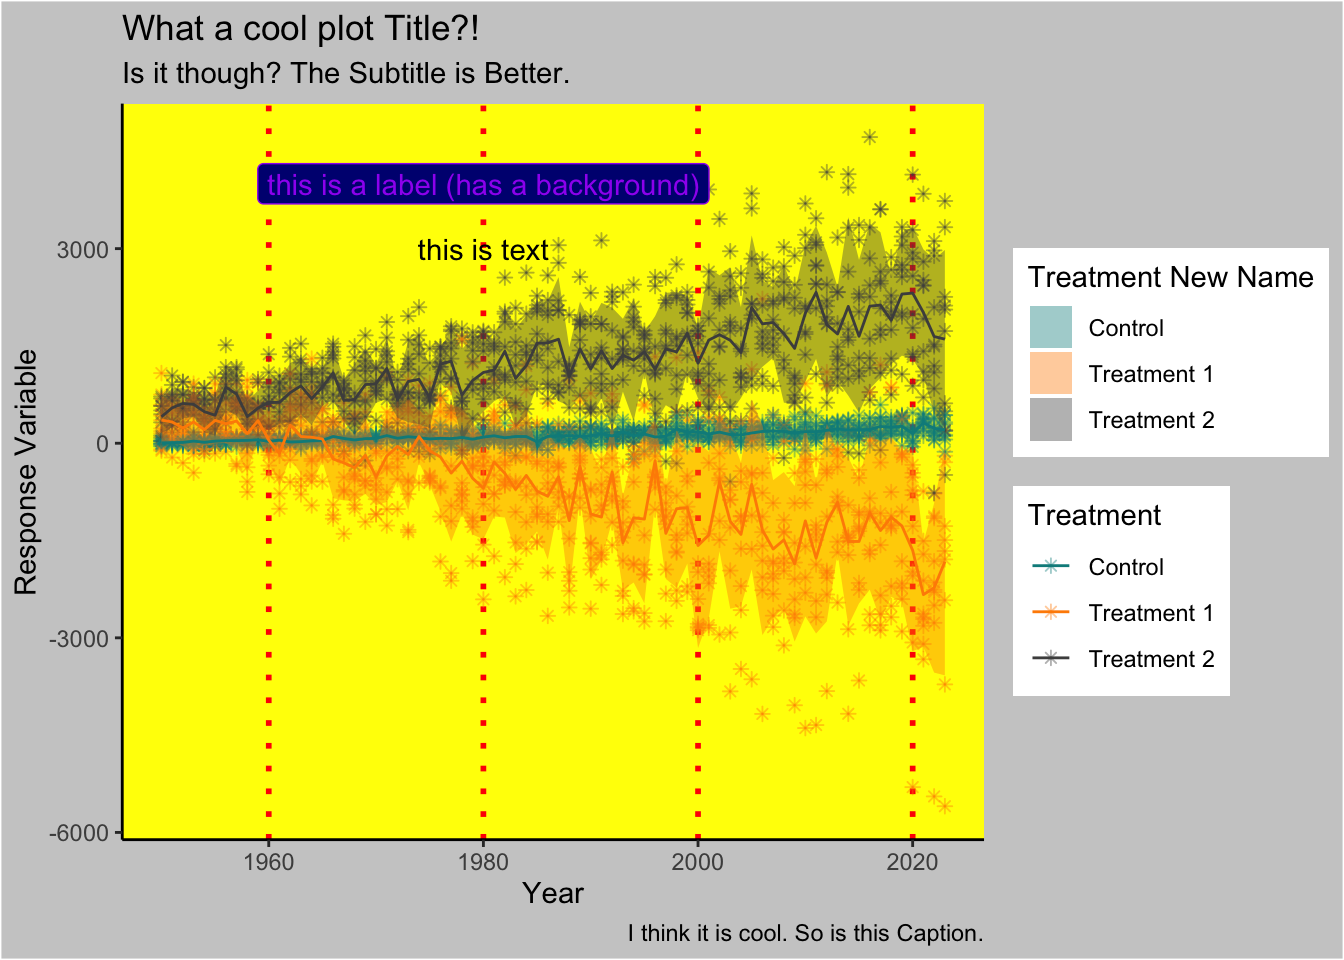 What a cool plot Title?!
Is it though? The Subtitle is Better.
this is a label (has a background)
this is text
3000
0
-3000
-6000
Response Variable
1960
1980
2000
2020
Year
I think it is cool. So is this Caption.
Treatment New Name
Control
Treatment 1
Treatment 2
Treatment
Control
Treatment 1
Treatment 2